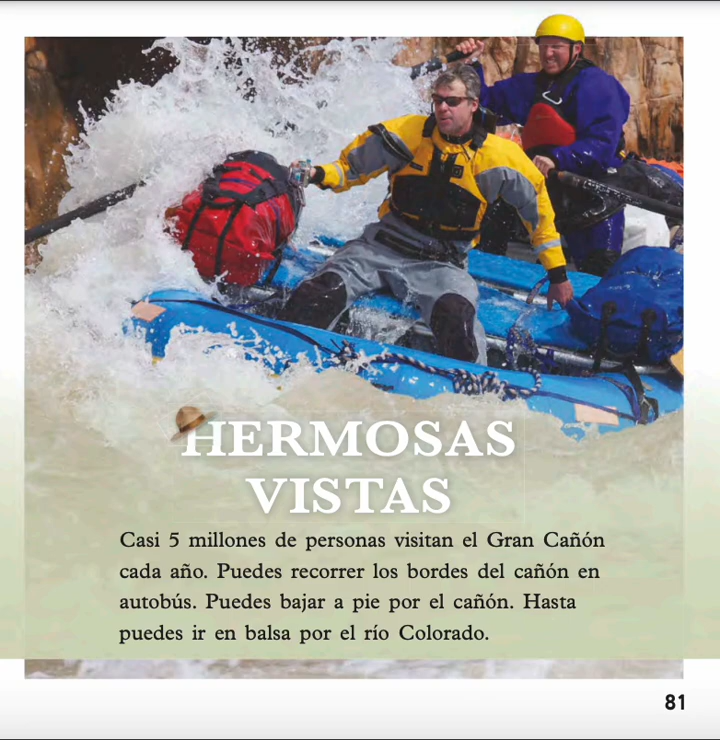 HERMOSAS
VISTAS
Casi 5 millones de personas visitan el Gran Cañón
cada año. Puedes recorrer los bordes del cañón en
autobús. Puedes bajar a pie por el cañón. Hasta
puedes ir en balsa por el río Colorado.
81